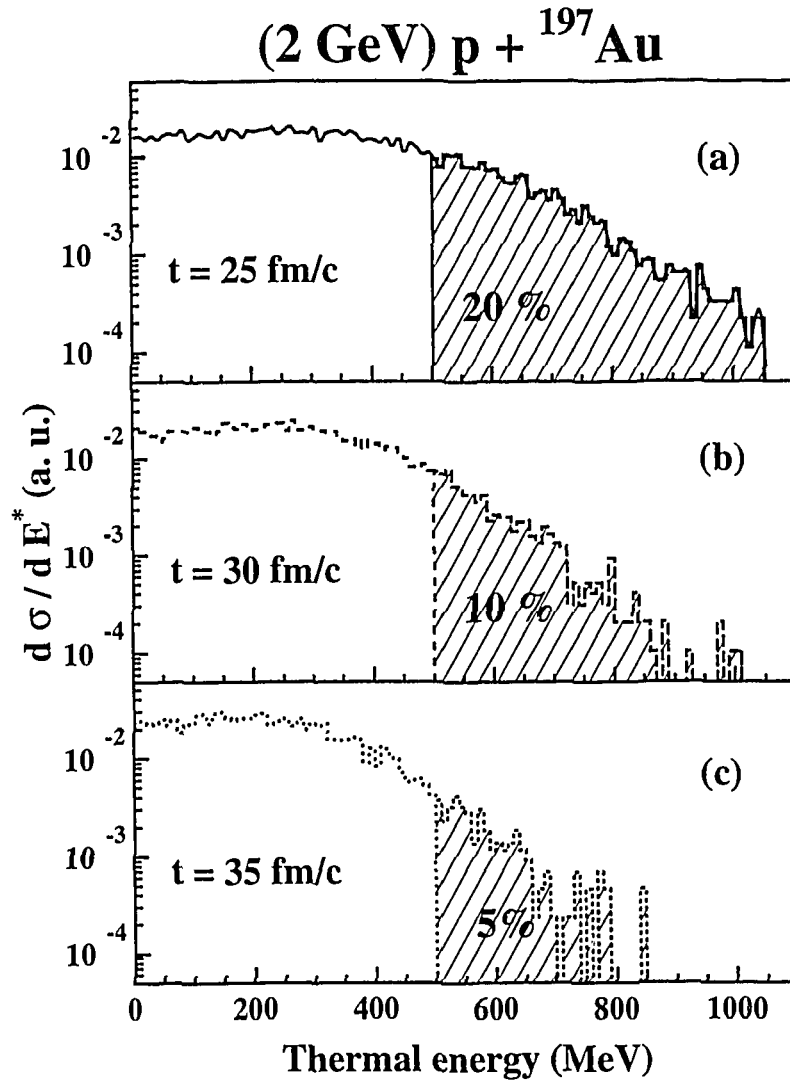 (2 GeV) p + ¹⁹⁷Au
10⁻²
10⁻³
10⁻⁴
(a)
t = 25 fm/c
20 %
10⁻²
10⁻³
10⁻⁴
(b)
t = 30 fm/c
10 %
10⁻²
10⁻³
10⁻⁴
(c)
t = 35 fm/c
5%
d σ / d E* (a. u.)
0 200 400 600 800 1000
Thermal energy (MeV)